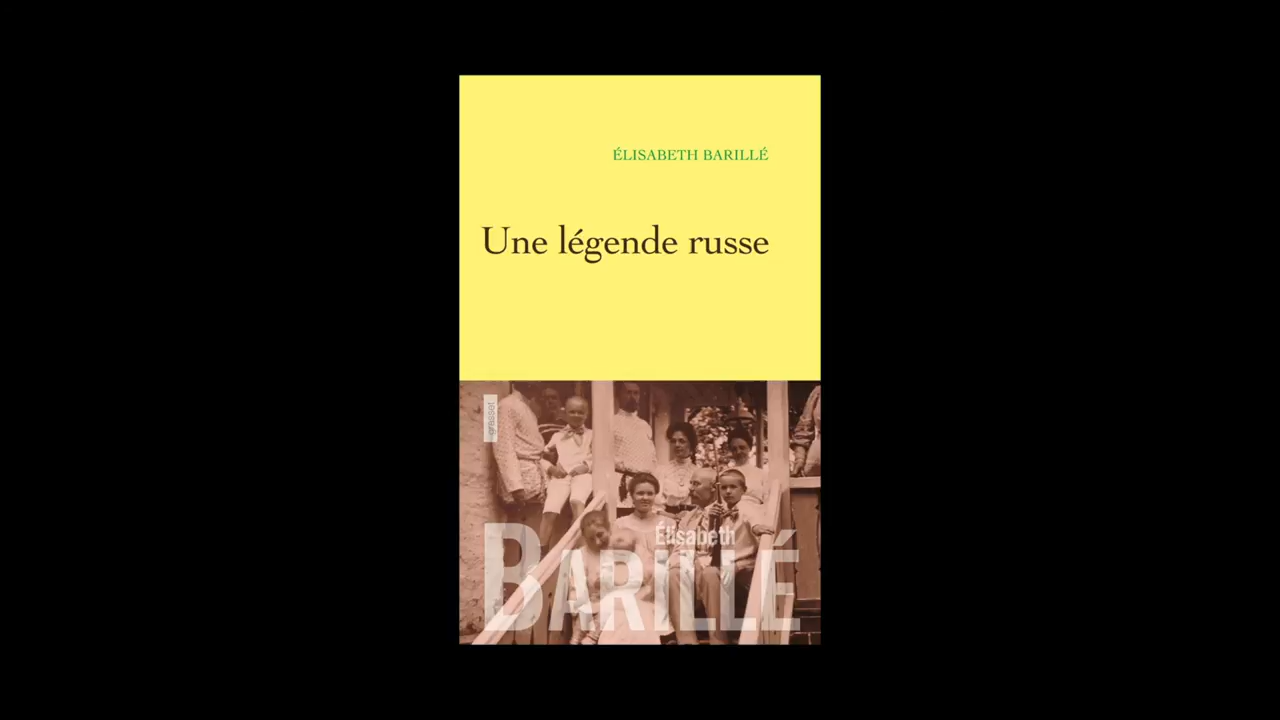 ÉLISABETH BARILLÉ
Une légende russe
grasset
Élisabeth
BARILLÉ